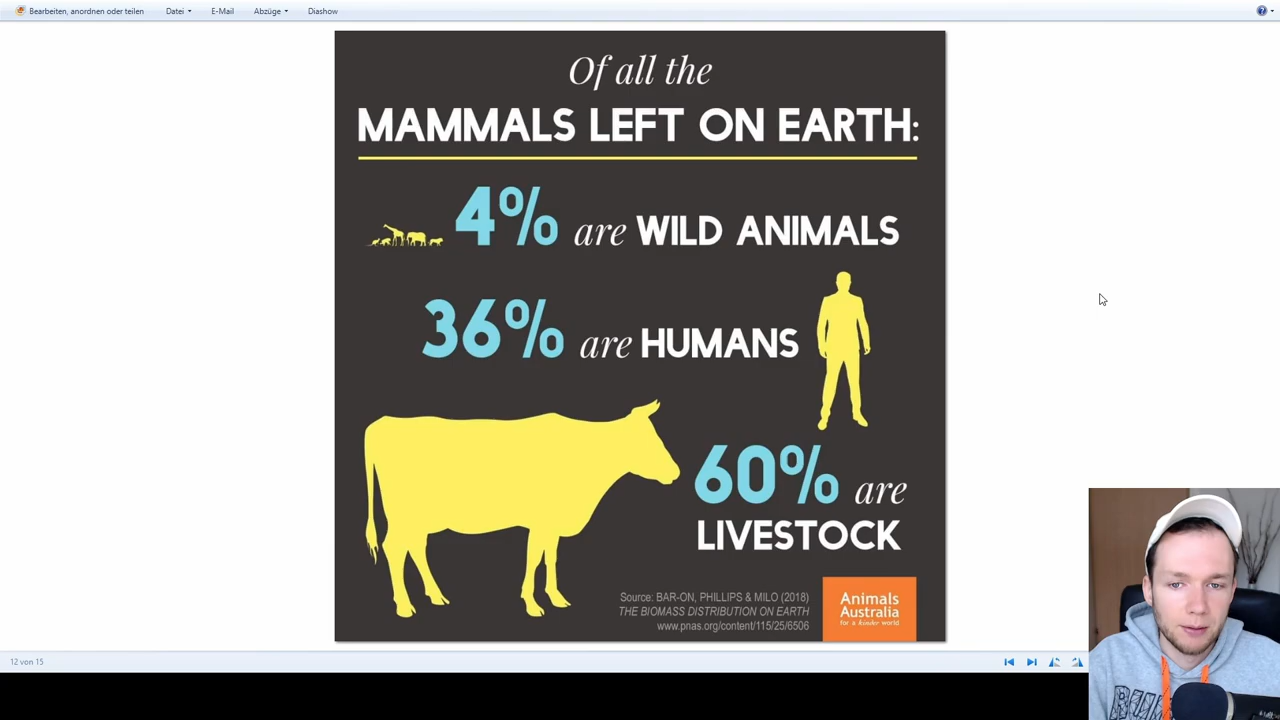 Bearbeiten, anordnen oder teilen Datei E-Mail Abzüge Diashow
Of all the
MAMMALS LEFT ON EARTH:
4% are WILD ANIMALS
36% are HUMANS
60% are
LIVESTOCK
Source: BAR-ON, PHILLIPS & MILO (2018)
THE BIOMASS DISTRIBUTION ON EARTH
www.pnas.org/content/115/25/6506
Animals
Australia
for a kinder world
12 von 15